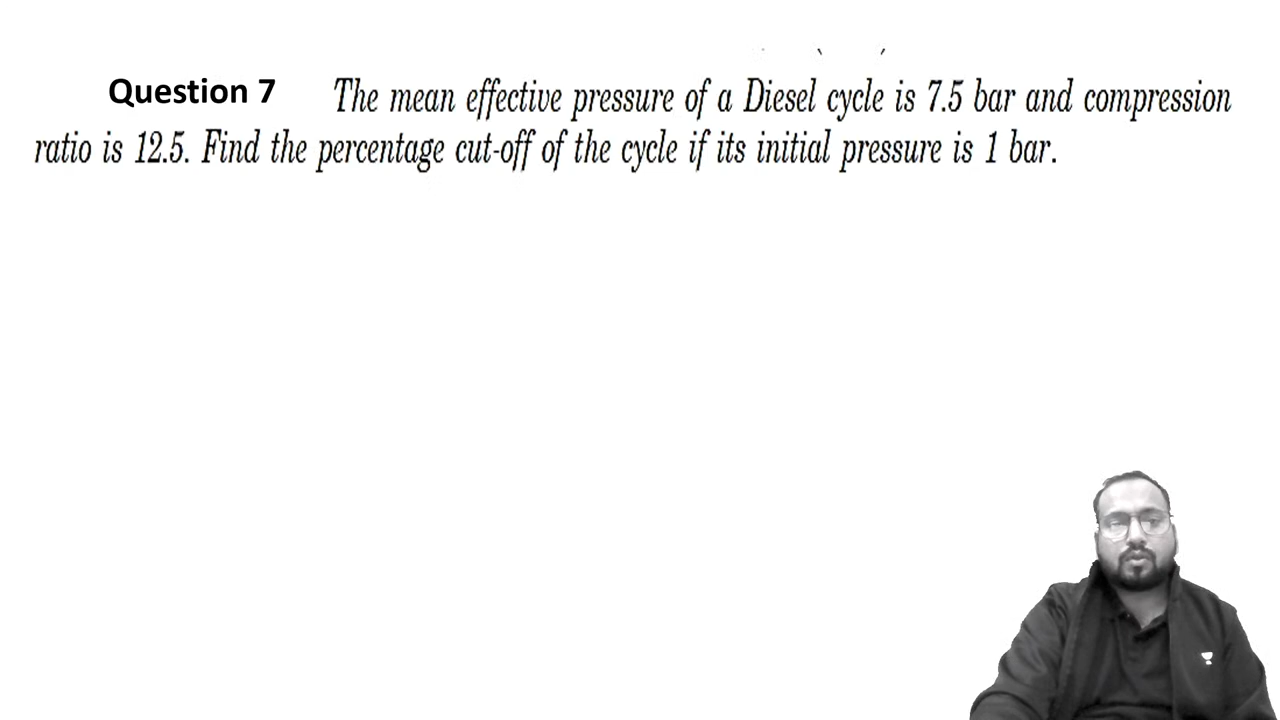 Question 7 The mean effective pressure of a Diesel cycle is 7.5 bar and compression
ratio is 12.5. Find the percentage cut-off of the cycle if its initial pressure is 1 bar.